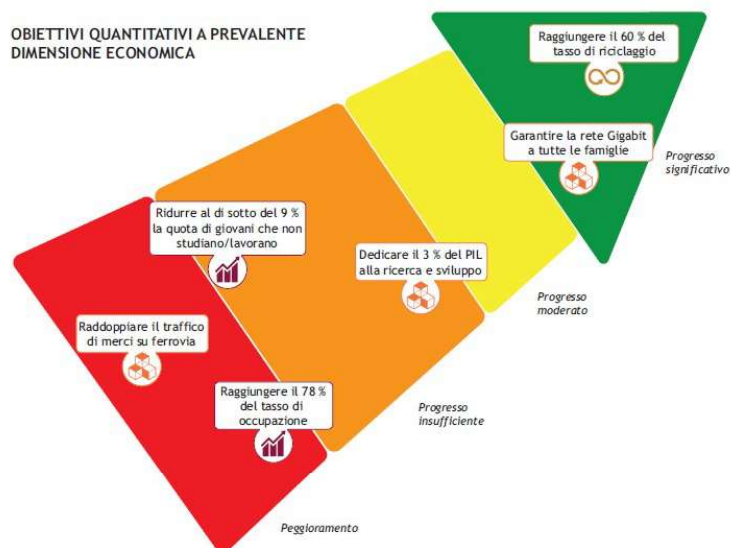 OBIETTIVI QUANTITATIVI A PREVALENTE
DIMENSIONE ECONOMICA
Raggiungere il 60 % del
tasso di riciclaggio
Garantire la rete Gigabit
a tutte le famiglie
Progresso
significativo
Ridurre al di sotto del 9 %
la quota di giovani che non
studiano/lavorano
Dedicare il 3 % del PIL
alla ricerca e sviluppo
Progresso
moderato
Raddoppiare il traffico
di merci su ferrovia
Raggiungere il 78 %
del tasso di
occupazione
Progresso
insufficiente
Peggioramento